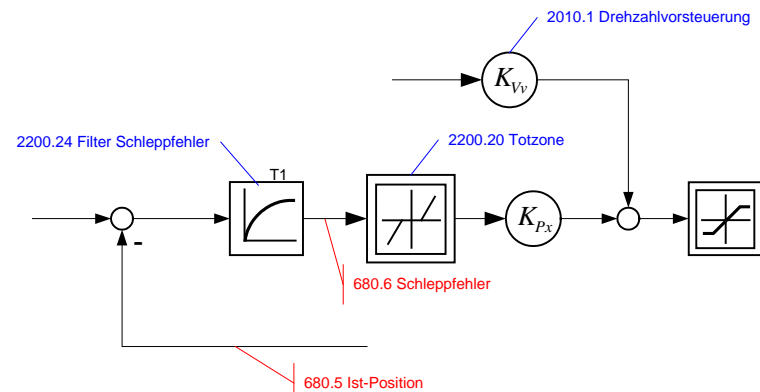 2010.1 Drehzahlvorsteuerung
K_Vv
2200.24 Filter Schleppfehler
2200.20 Totzone
T1
K_Px
-
680.6 Schleppfehler
680.5 Ist-Position